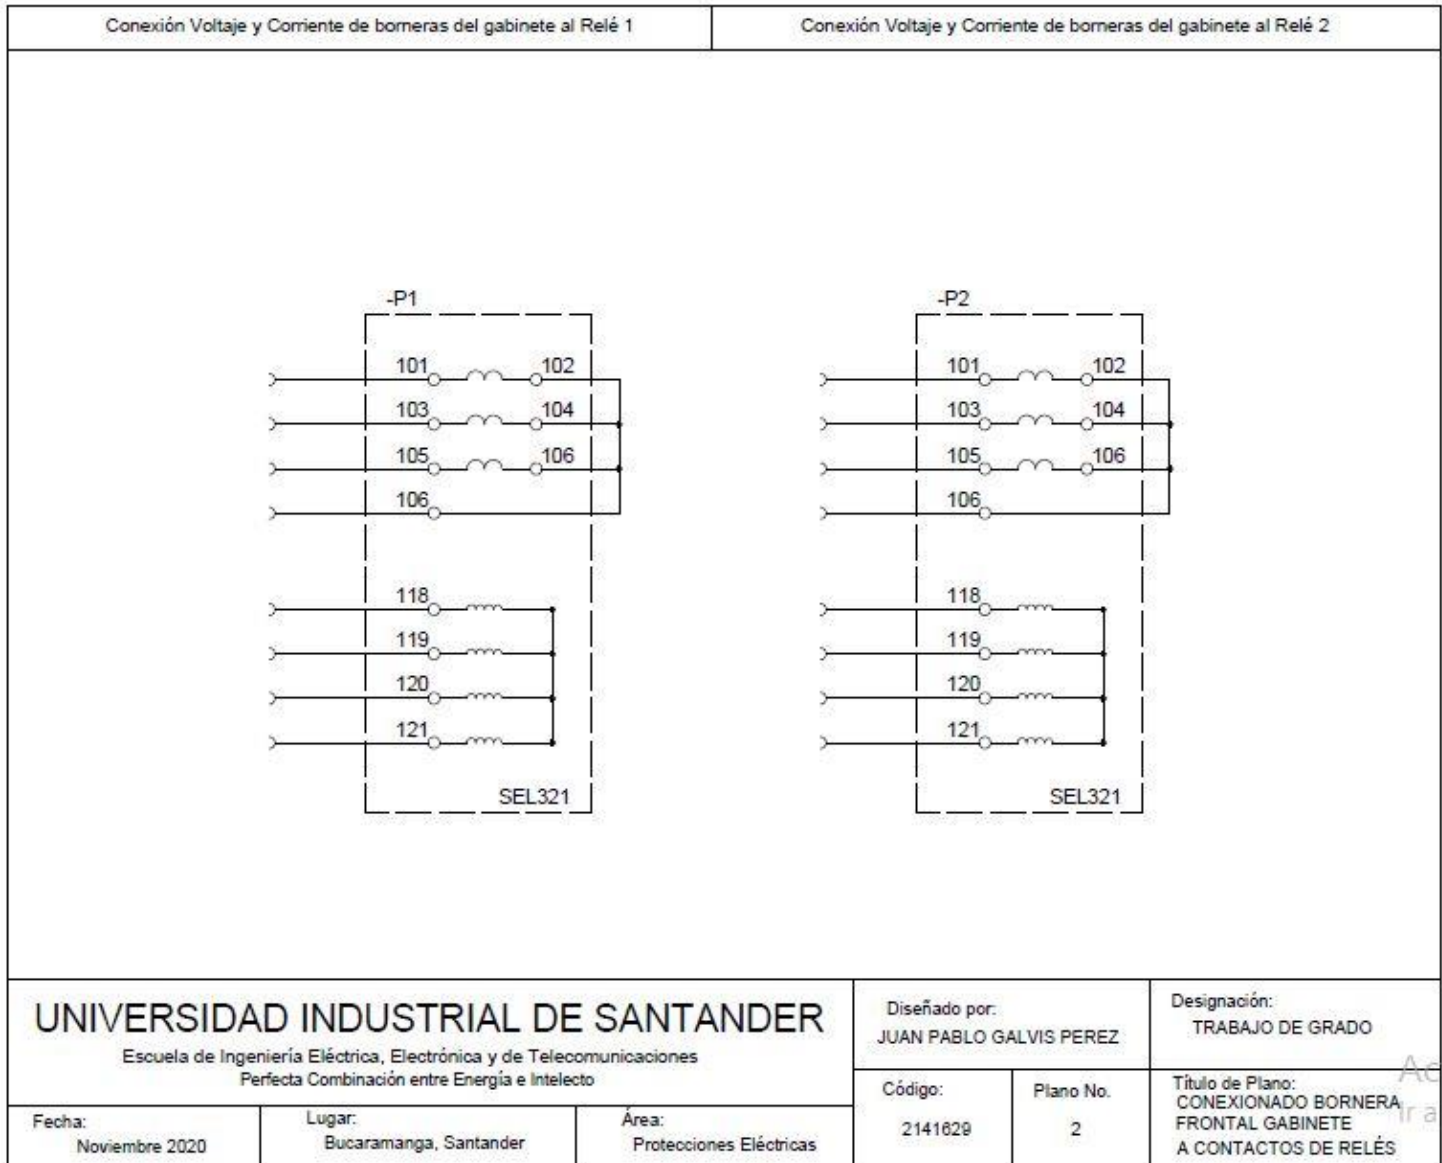 Conexión Voltaje y Corriente de borneras del gabinete al Relé 1
Conexión Voltaje y Corriente de borneras del gabinete al Relé 2
-P1
101 102
103 104
105 106
106
118
119
120
121
SEL321
-P2
101 102
103 104
105 106
106
118
119
120
121
SEL321
UNIVERSIDAD INDUSTRIAL DE SANTANDER
Escuela de Ingeniería Eléctrica, Electrónica y de Telecomunicaciones
Perfecta Combinación entre Energía e Intelecto
Fecha:
Noviembre 2020
Lugar:
Bucaramanga, Santander
Área:
Protecciones Eléctricas
Diseñado por:
JUAN PABLO GALVIS PEREZ
Código:
2141629
Plano No.
2
Designación:
TRABAJO DE GRADO
Título de Plano:
CONEXIONADO BORNERA
FRONTAL GABINETE
A CONTACTOS DE RELÉS
Ac
Ir a